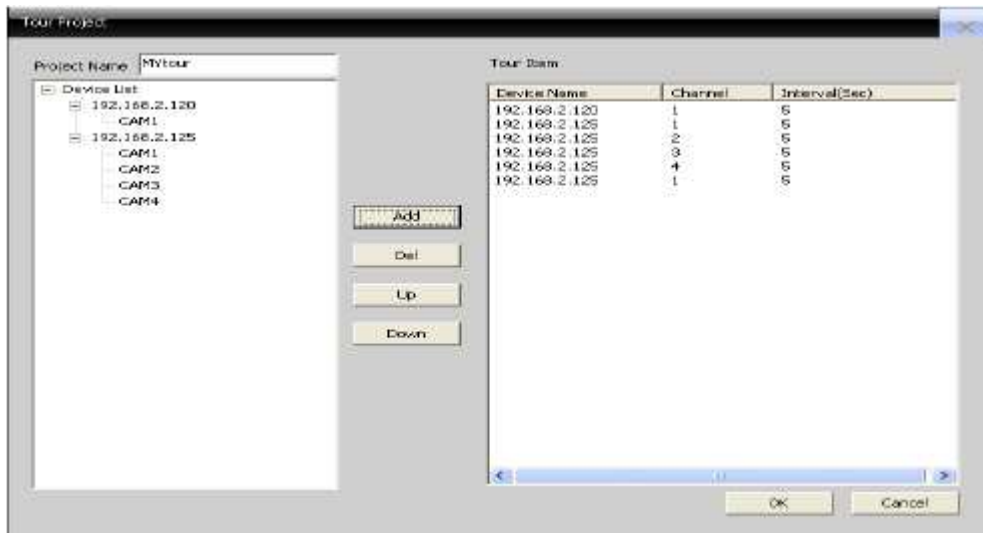 Tour Project
Project Name MYtour
Device List
192.168.2.120
CAM1
192.168.2.125
CAM1
CAM2
CAM3
CAM4
Add
Del
Up
Down
Tour Item
Device Name Channel Interval(Sec)
192.168.2.120 1 5
192.168.2.125 1 5
192.168.2.125 2 5
192.168.2.125 3 5
192.168.2.125 4 5
192.168.2.125 1 5
OK Cancel